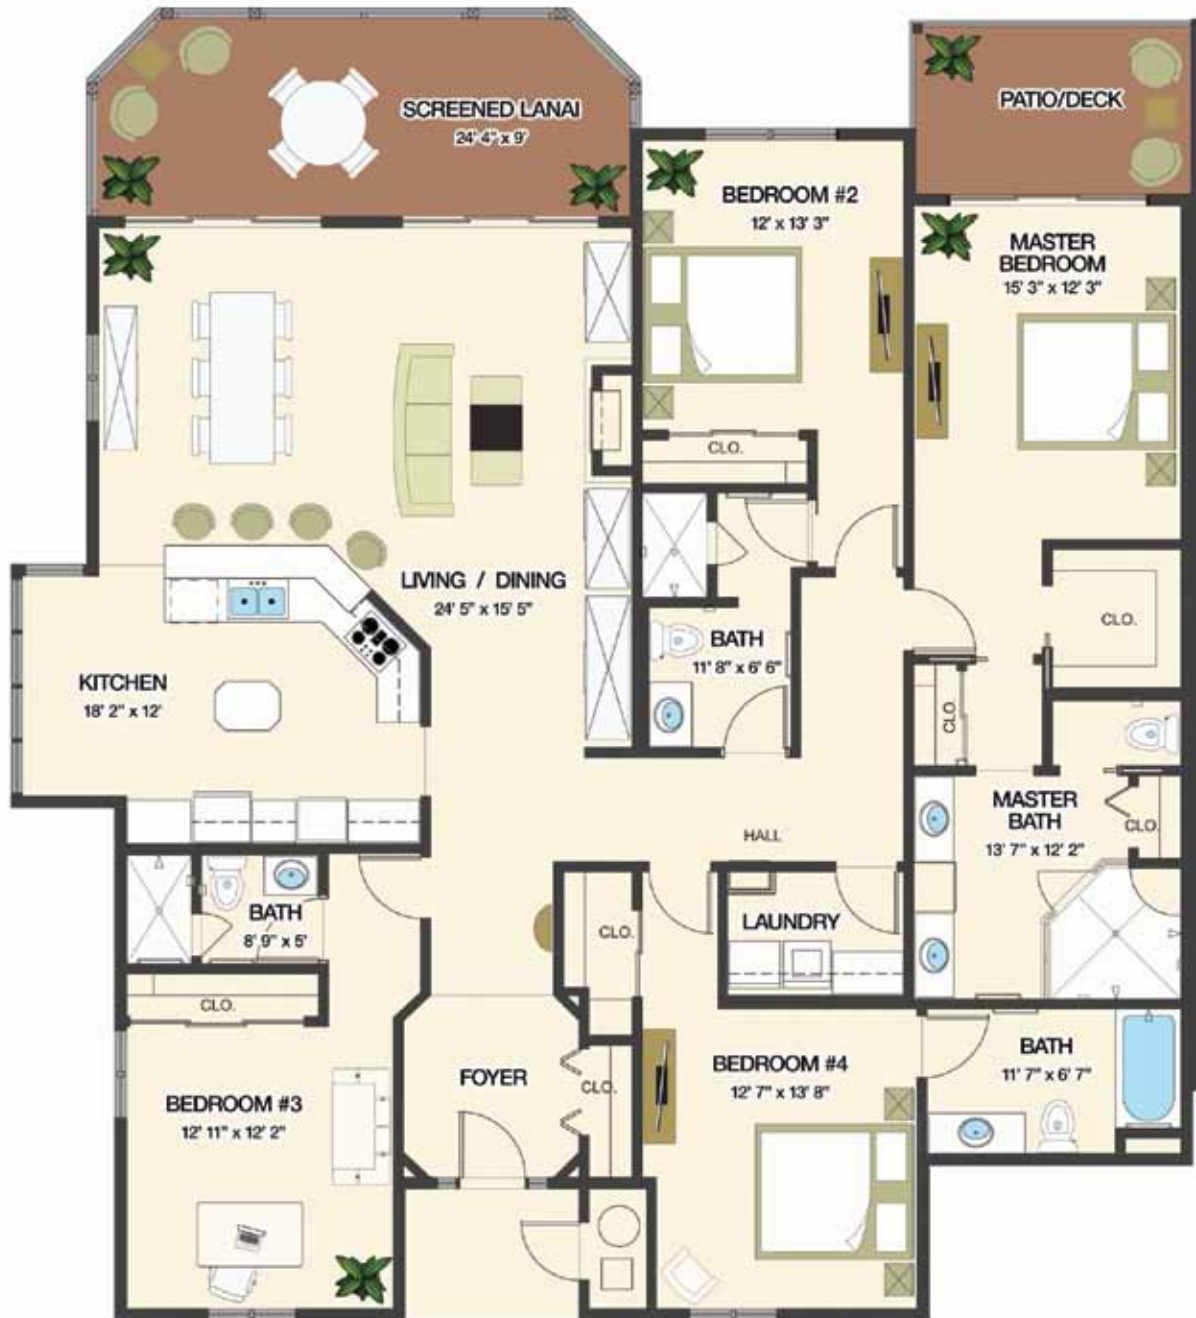 SCREENED LANAI
24' 4" x 9'
PATIO/DECK
BEDROOM #2
12' x 13' 3"
MASTER
BEDROOM
15' 3" x 12' 3"
CLO.
LIVING / DINING
24' 5" x 15' 5"
BATH
11' 8" x 6' 6"
CLO.
KITCHEN
18' 2" x 12'
CLO.
MASTER
BATH
13' 7" x 12' 2"
CLO.
HALL
BATH
8' 9" x 5'
CLO.
LAUNDRY
CLO.
FOYER
CLO.
BEDROOM #4
12' 7" x 13' 8"
BATH
11' 7" x 6' 7"
BEDROOM #3
12' 11" x 12' 2"